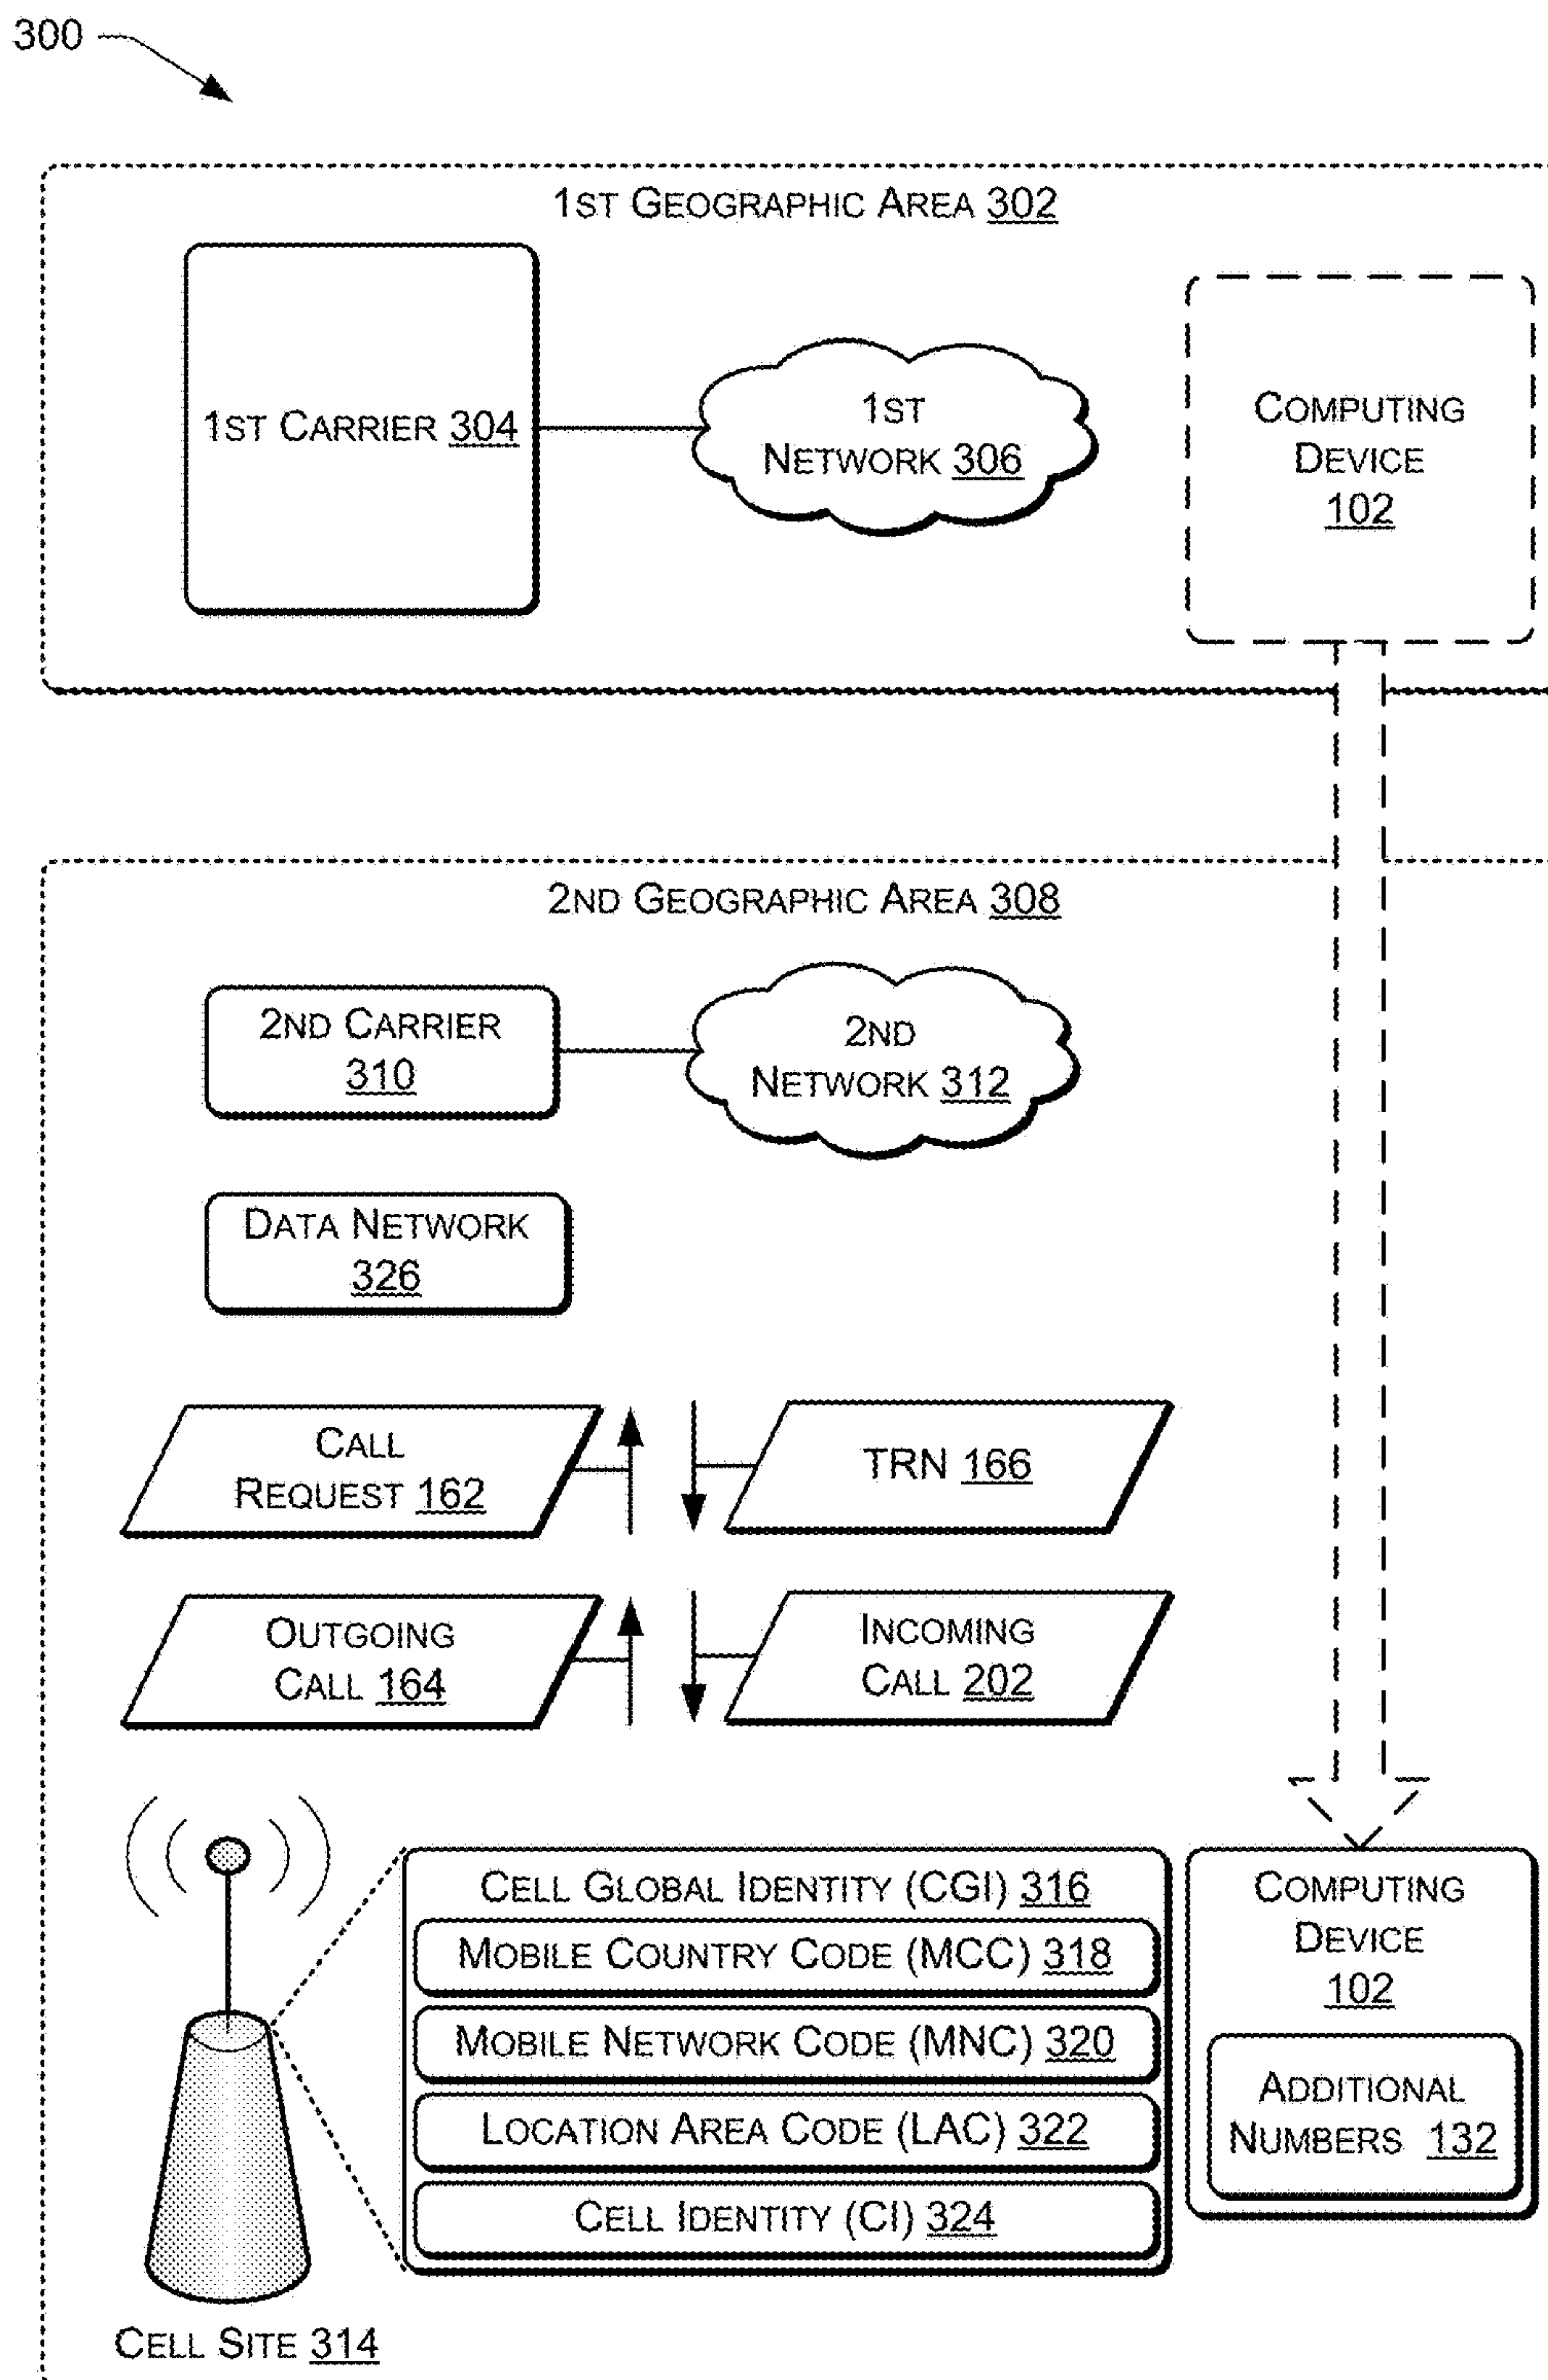 300
1ST GEOGRAPHIC AREA 302
1ST CARRIER 304
1ST
NETWORK 306
COMPUTING
DEVICE
102
2ND GEOGRAPHIC AREA 308
2ND CARRIER
310
2ND
NETWORK 312
DATA NETWORK
326
CALL
REQUEST 162
TRN 166
OUTGOING
CALL 164
INCOMING
CALL 202
CELL GLOBAL IDENTITY (CGI) 316
MOBILE COUNTRY CODE (MCC) 318
MOBILE NETWORK CODE (MNC) 320
LOCATION AREA CODE (LAC) 322
CELL IDENTITY (CI) 324
COMPUTING
DEVICE
102
ADDITIONAL
NUMBERS 132
CELL SITE 314